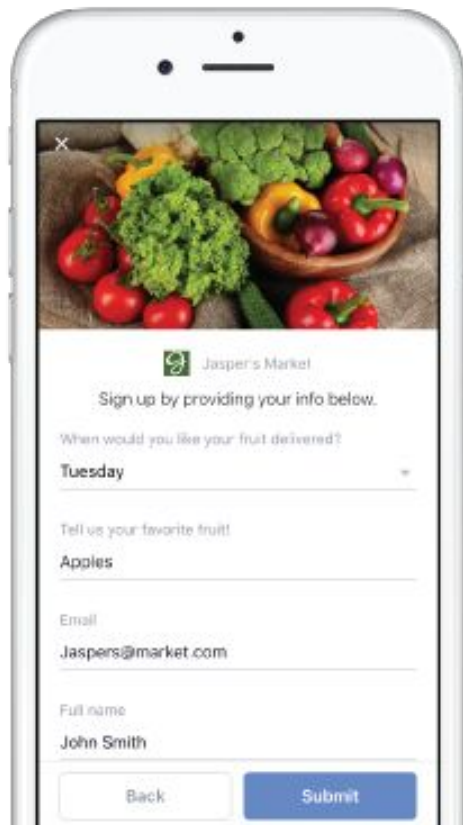 Jasper's Market
Sign up by providing your info below.
When would you like your fruit delivered?
Tuesday
Tell us your favorite fruit!
Apples
Email
Jaspers@market.com
Full name
John Smith
Back
Submit